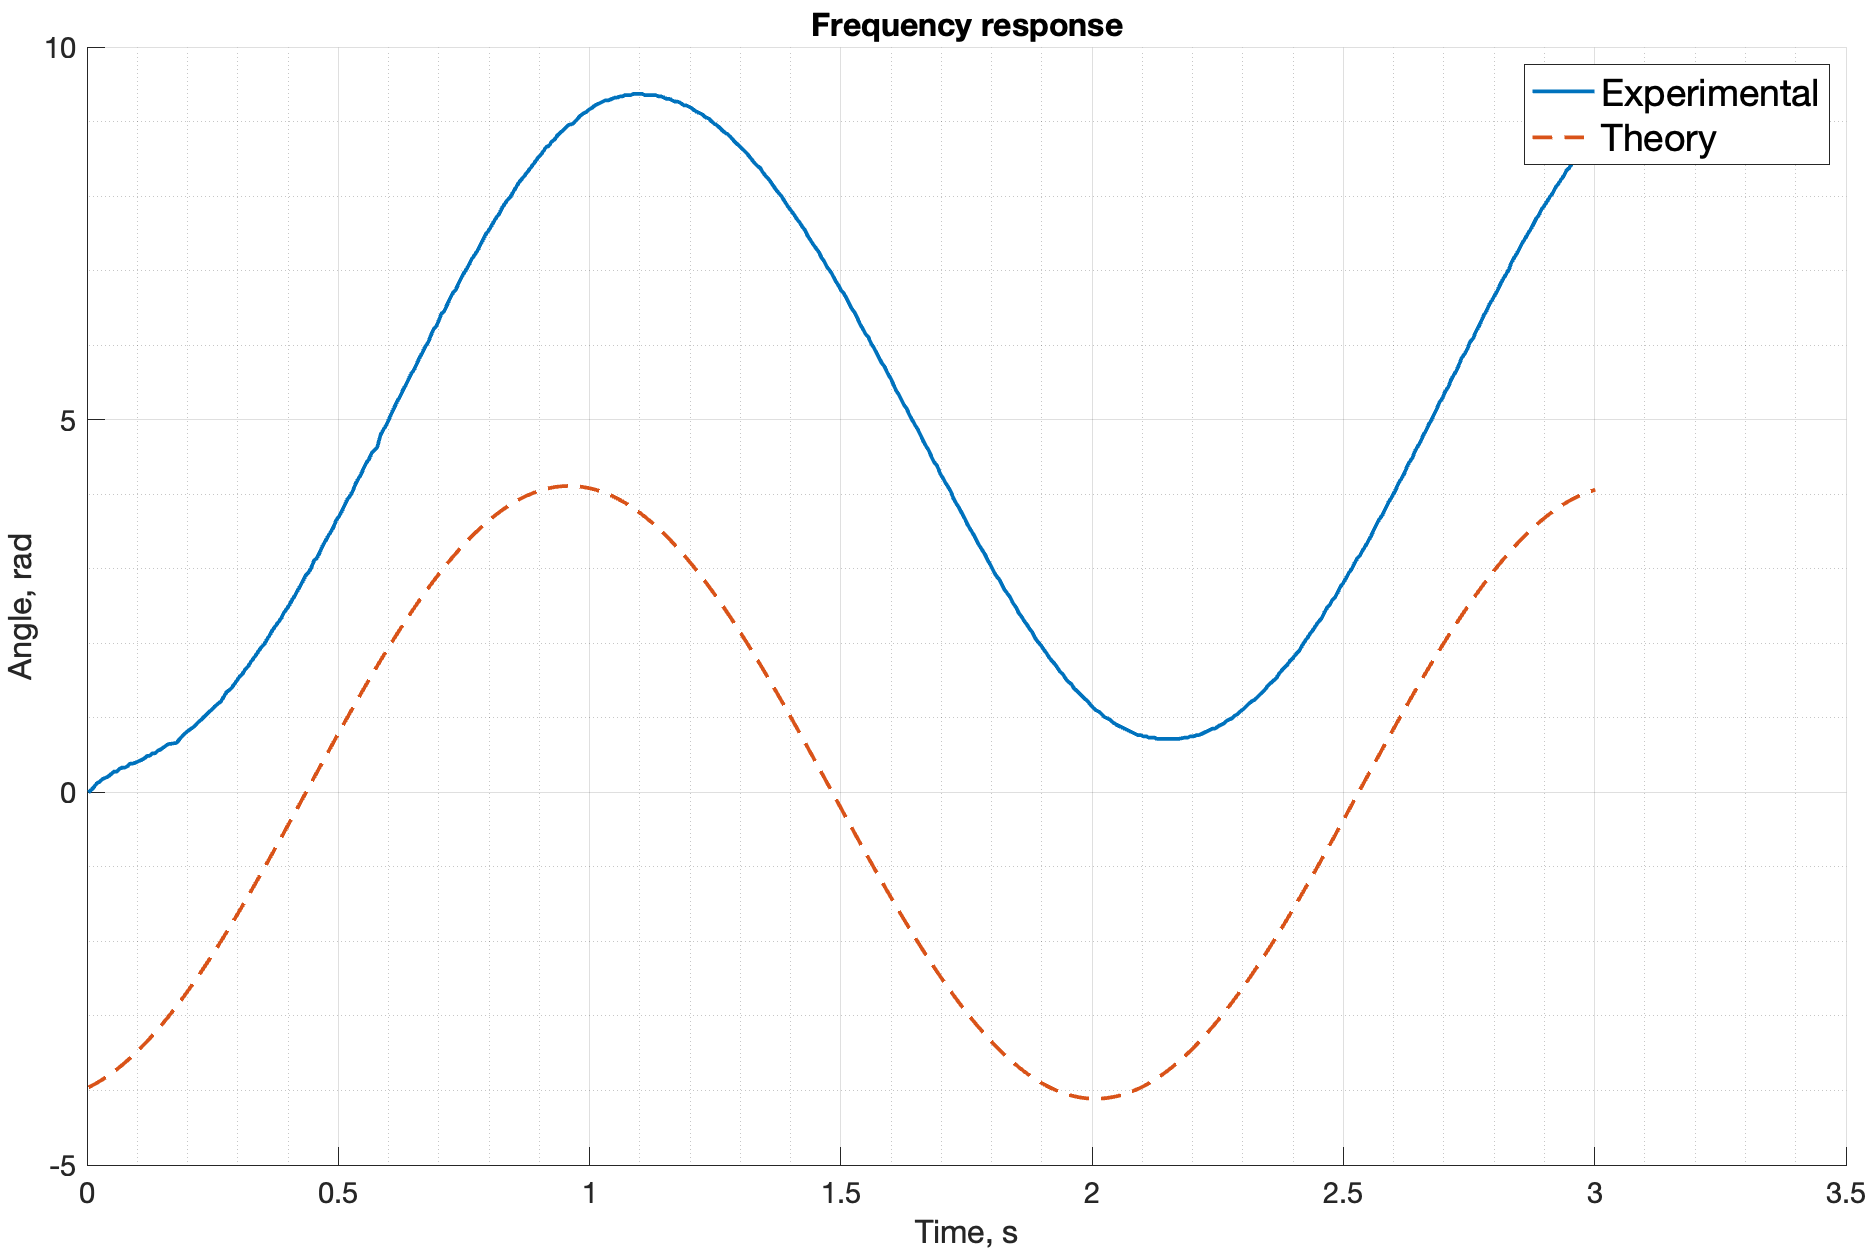 Frequency response
10
5
0
-5
Angle, rad
Experimental
Theory
0 0.5 1 1.5 2 2.5 3 3.5
Time, s